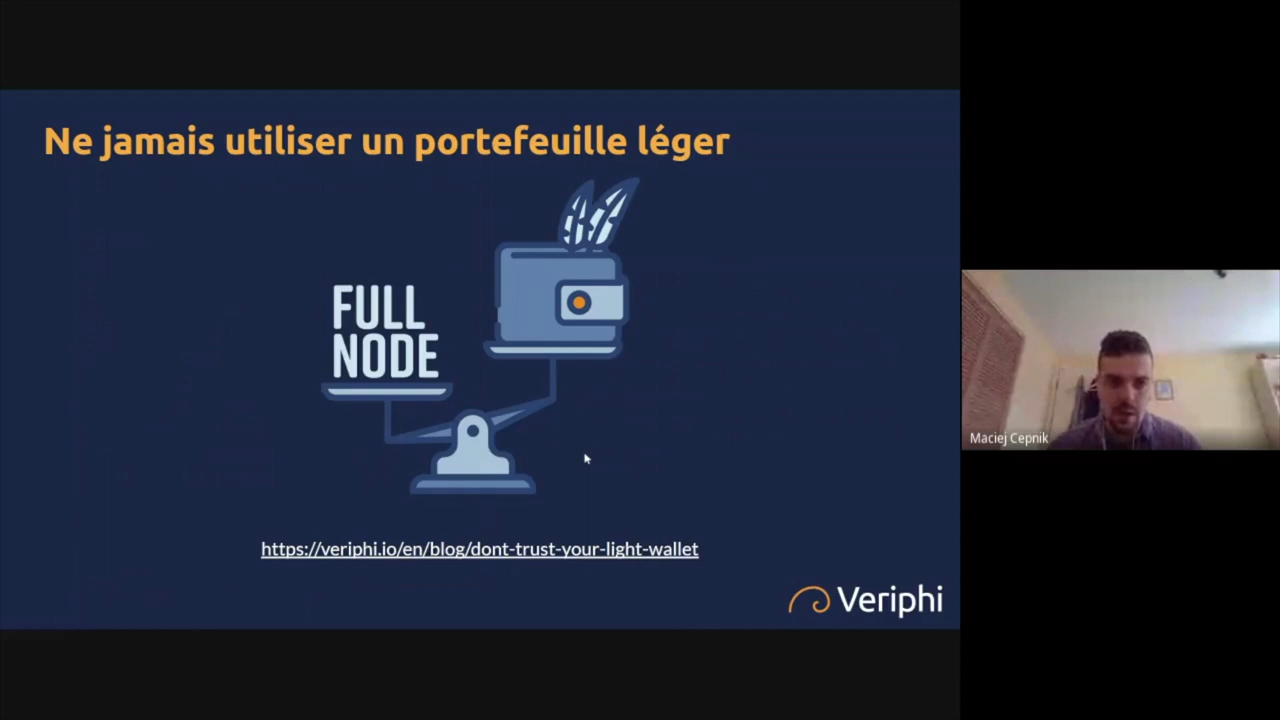 Ne jamais utiliser un portefeuille léger
FULL
NODE
https://veriphi.io/en/blog/dont-trust-your-light-wallet
Veriphi
Maciej Cepnik